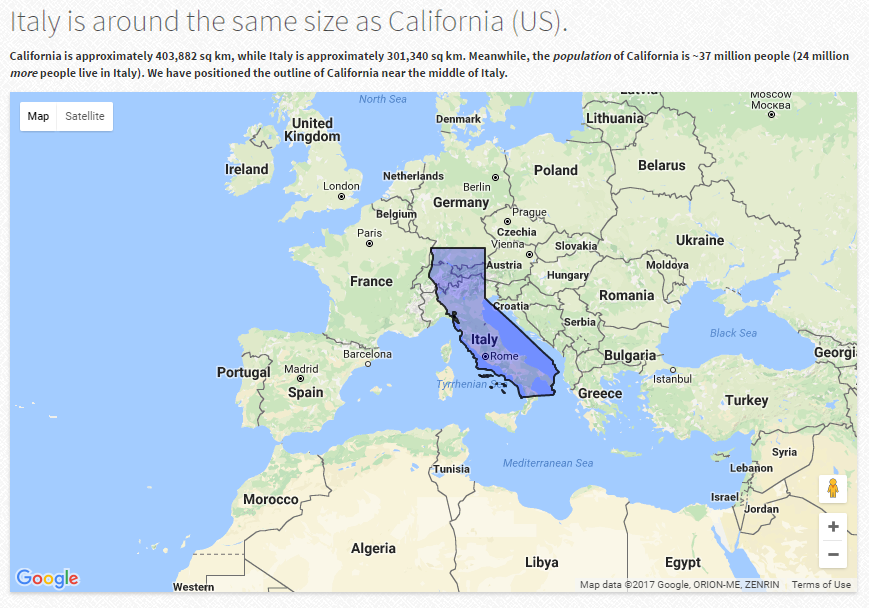 Italy is around the same size as California (US).
California is approximately 403,882 sq km, while Italy is approximately 301,340 sq km. Meanwhile, the population of California is ~37 million people (24 million
more people live in Italy). We have positioned the outline of California near the middle of Italy.
Latvia
Moscow
Москва
North Sea
Map Satellite
Denmark
Lithuania
United
Kingdom
Ireland
Belarus
Poland
Netherlands
London
Berlin
Germany
Belgium
Prague
Paris
Czechia
Vienna
Slovakia
Ukraine
Austria
Moldova
Hungary
France
Romania
Croatia
Serbia
Black Sea
Italy
Rome
Barcelona
Bulgaria
Georgi
Portugal
Madrid
Istanbul
Tyrrhenian Se
Spain
Greece
Turkey
Syria
Mediterranean Sea
Tunisia
Lebanon
Israel
Morocco
Jordan
+
Algeria
−
Libya
Egypt
Google
Western
Map data ©2017 Google, ORION-ME, ZENRIN Terms of Use